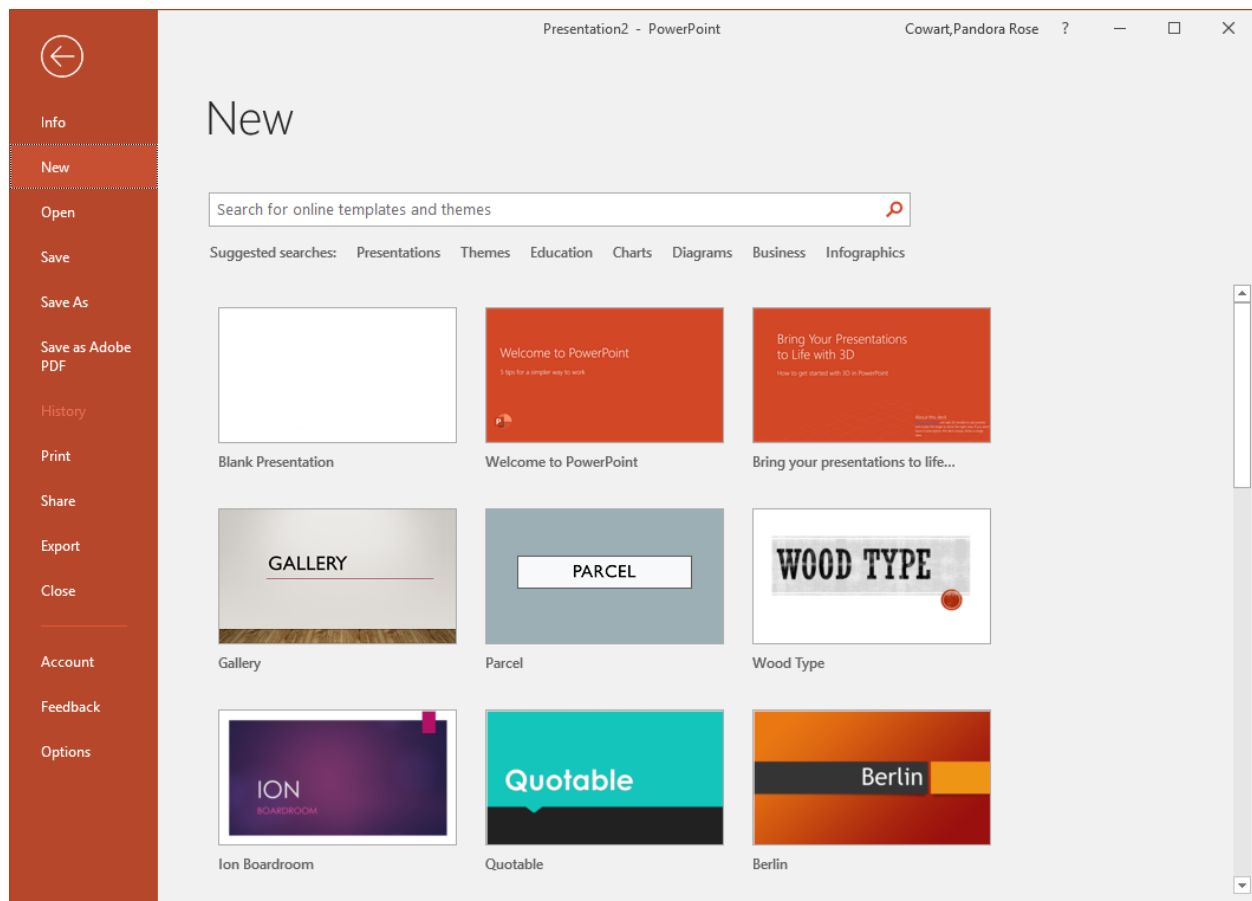 Presentation2 - PowerPoint
Cowart,Pandora Rose ?
Info
New
Open
Save
Save As
Save as Adobe
PDF
History
Print
Share
Export
Close
Account
Feedback
Options
New
Search for online templates and themes
Suggested searches: Presentations Themes Education Charts Diagrams Business Infographics
Welcome to PowerPoint
5 tips for a simpler way to work
P
Bring Your Presentations
to Life with 3D
How to get started with 3D in PowerPoint
About this deck
Blank Presentation
Welcome to PowerPoint
Bring your presentations to life...
GALLERY
PARCEL
WOOD TYPE
Gallery
Parcel
Wood Type
ION
BOARDROOM
Quotable
Berlin
Ion Boardroom
Quotable
Berlin